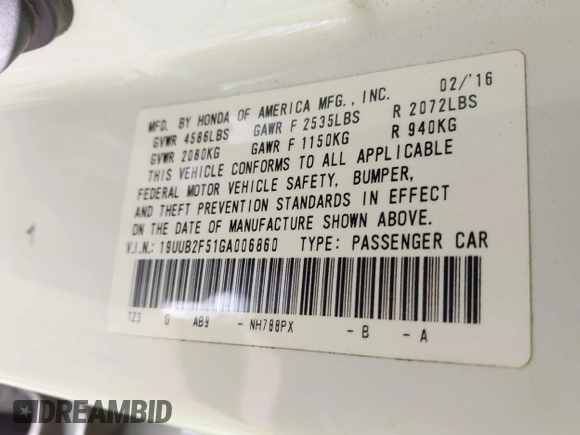 02/'16
MFD. BY HONDA OF AMERICA MFG., INC.
GVWR 4586LBS GAWR F 2535LBS R 2072LBS
GVWR 2080KG GAWR F 1150KG R 940KG
THIS VEHICLE CONFORMS TO ALL APPLICABLE
FEDERAL MOTOR VEHICLE SAFETY, BUMPER,
AND THEFT PREVENTION STANDARDS IN EFFECT
ON THE DATE OF MANUFACTURE SHOWN ABOVE.
V.I.N.: 19UUB2F51GA006860 TYPE: PASSENGER CAR
TZ3 G AB9 - NH788PX - B - A
DREAMBID